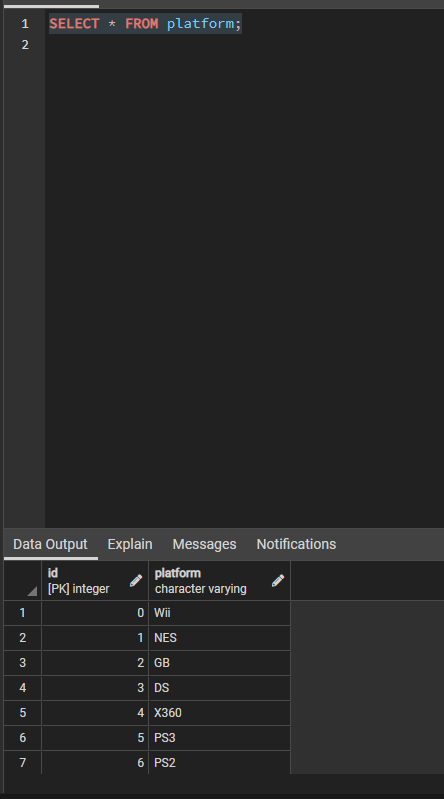 1 SELECT * FROM platform;
2
Data Output Explain Messages Notifications
id platform
[PK] integer character varying
1 0 Wii
2 1 NES
3 2 GB
4 3 DS
5 4 X360
6 5 PS3
7 6 PS2